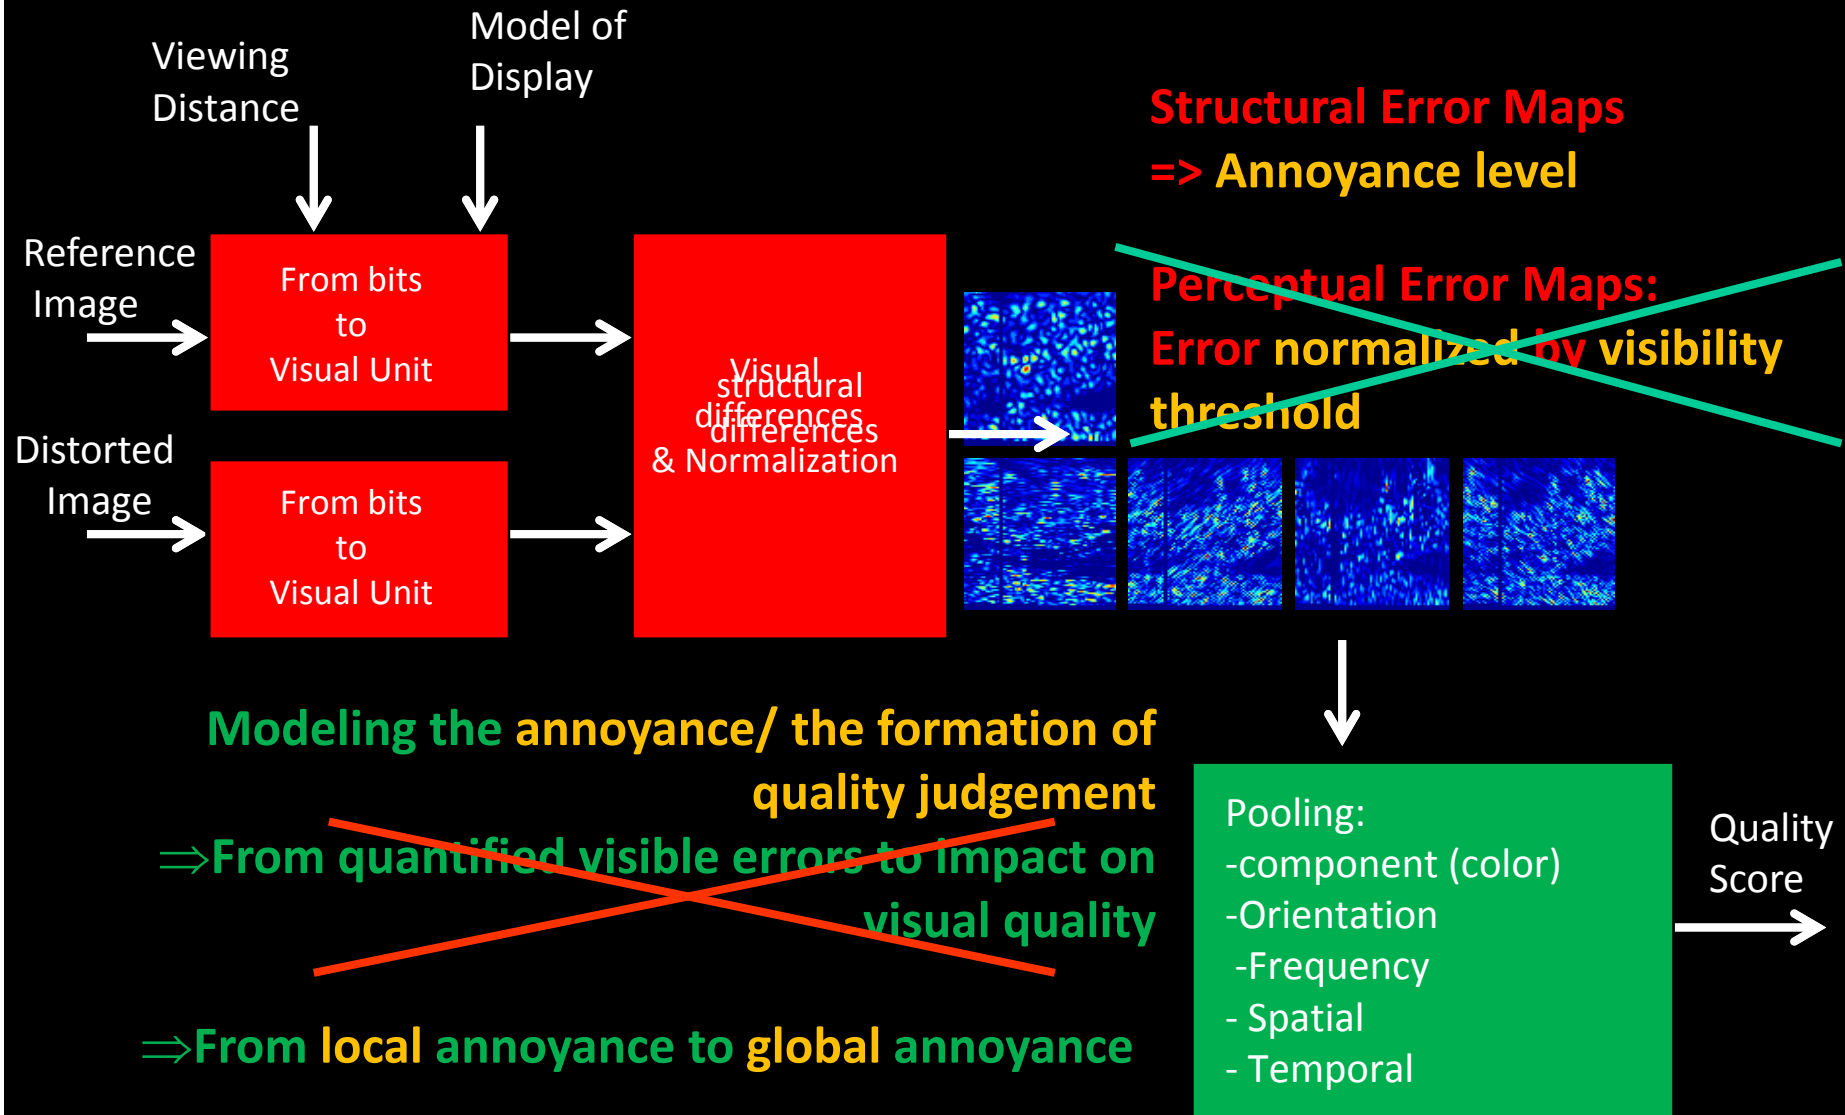 Viewing
Distance
Model of
Display
Structural Error Maps
=> Annoyance level
Reference
Image
From bits
to
Visual Unit
Perceptual Error Maps:
Error normalized by visibility
threshold
Visual
differences
& Normalization
structural
differences
Distorted
Image
From bits
to
Visual Unit
Modeling the annoyance/ the formation of
quality judgement
⇒From quantified visible errors to impact on
visual quality
⇒From local annoyance to global annoyance
Pooling:
-component (color)
-Orientation
-Frequency
- Spatial
- Temporal
Quality
Score